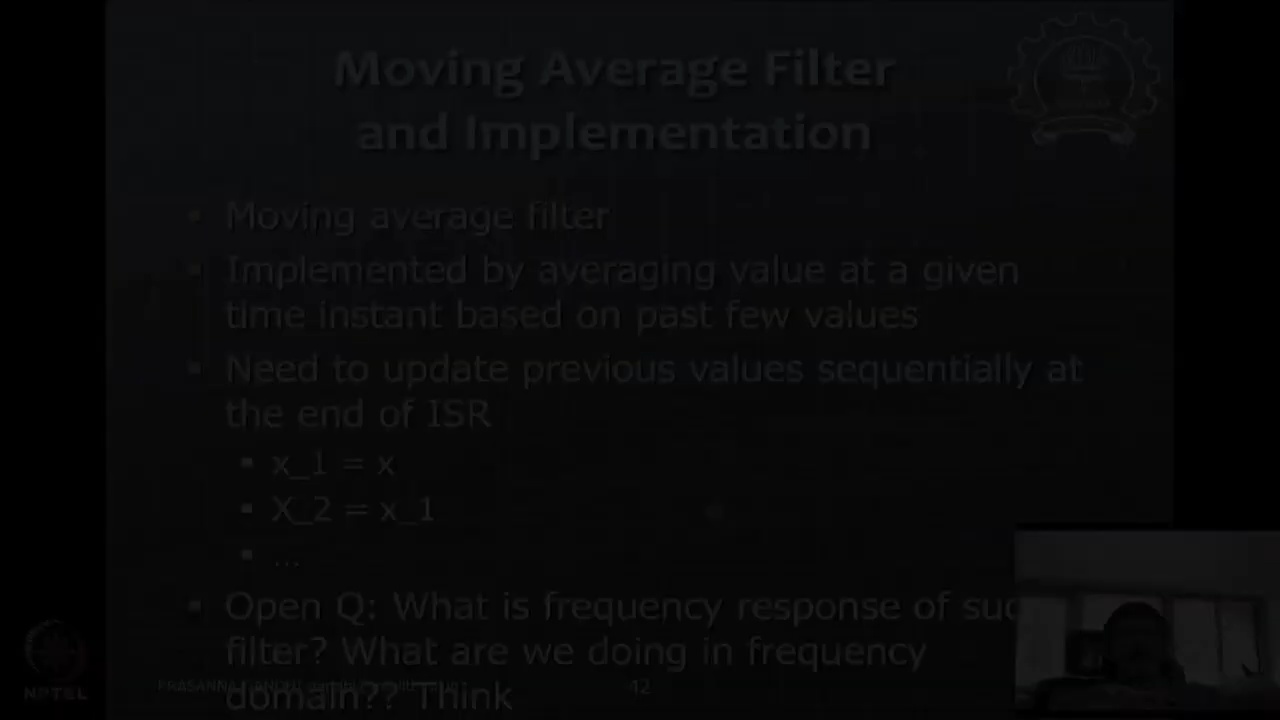 Moving Average Filter
and Implementation
Moving average filter
Implemented by averaging value at a given
time instant based on past few values
Need to update previous values sequentially at
the end of ISR
x_1 = x
X_2 = x_1
...
Open Q: What is frequency response of suc
filter? What are we doing in frequency
domain?? Think
42
NPTEL